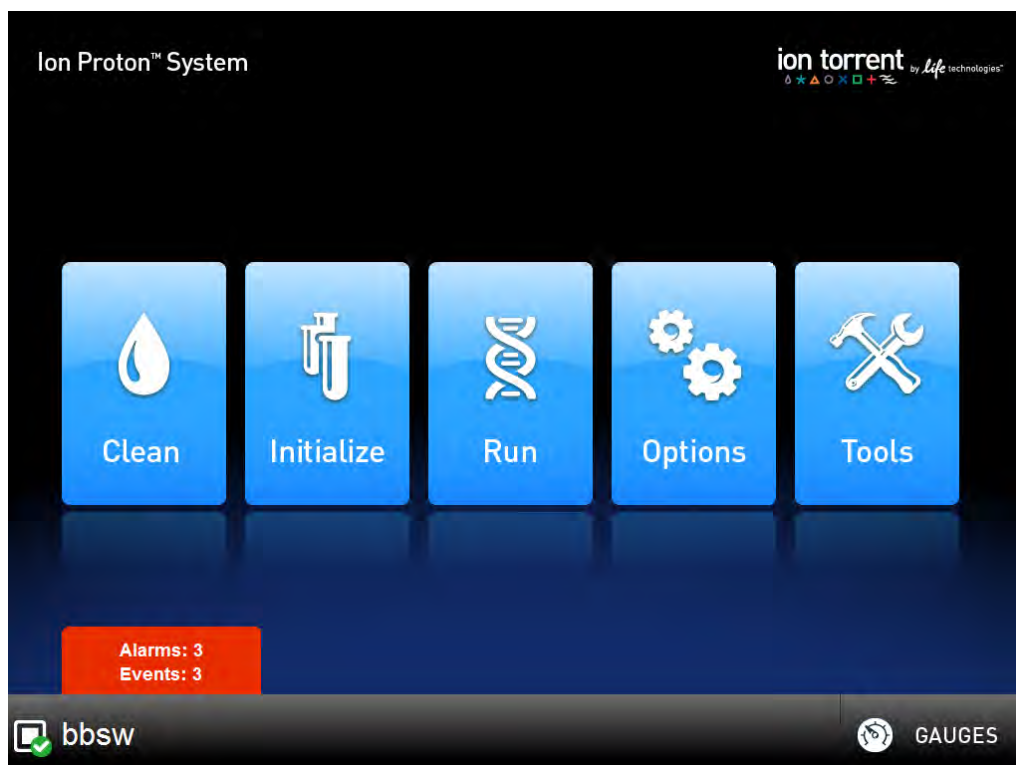 Ion Proton™ System
ion torrent by life technologies™
Clean
Initialize
Run
Options
Tools
Alarms: 3
Events: 3
bbsw
GAUGES